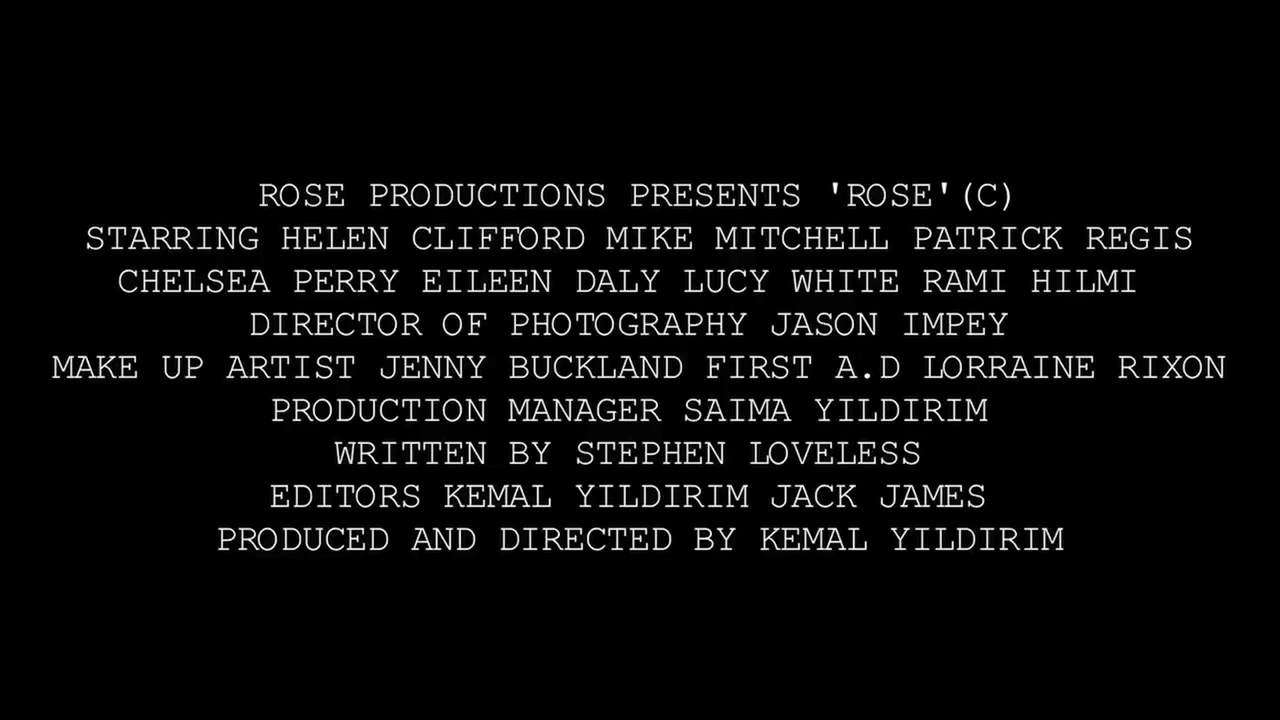 ROSE PRODUCTIONS PRESENTS 'ROSE'(C)
STARRING HELEN CLIFFORD MIKE MITCHELL PATRICK REGIS
CHELSEA PERRY EILEEN DALY LUCY WHITE RAMI HILMI
DIRECTOR OF PHOTOGRAPHY JASON IMPEY
MAKE UP ARTIST JENNY BUCKLAND FIRST A.D LORRAINE RIXON
PRODUCTION MANAGER SAIMA YILDIRIM
WRITTEN BY STEPHEN LOVELESS
EDITORS KEMAL YILDIRIM JACK JAMES
PRODUCED AND DIRECTED BY KEMAL YILDIRIM